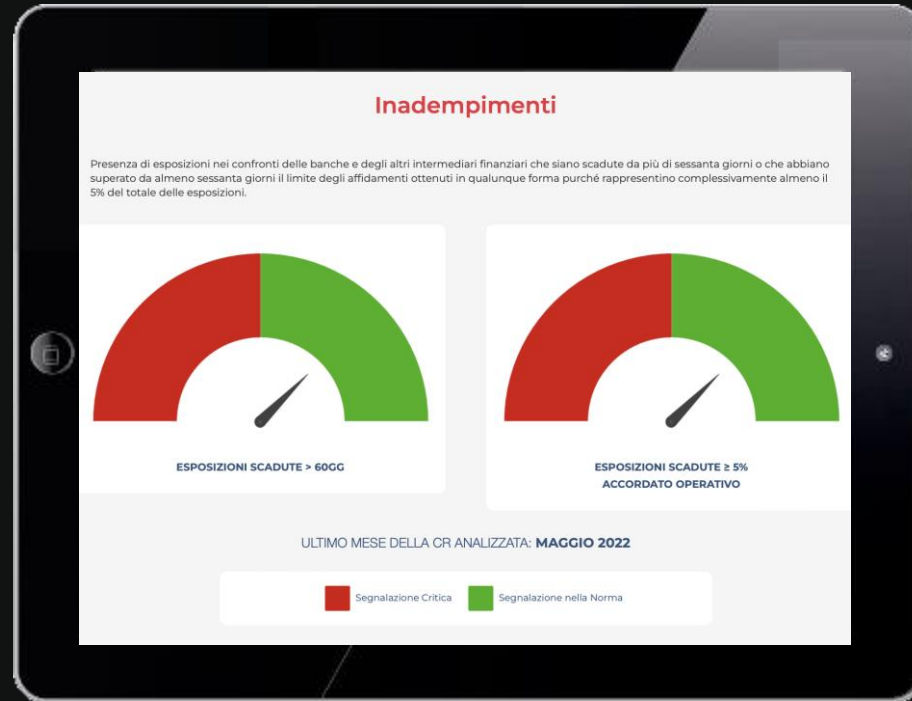 Inadempimenti
Presenza di esposizioni nei confronti delle banche e degli altri intermediari finanziari che siano scadute da più di sessanta giorni o che abbiano
superato da almeno sessanta giorni il limite degli affidamenti ottenuti in qualunque forma purché rappresentino complessivamente almeno il
5% del totale delle esposizioni.
ESPOSIZIONI SCADUTE > 60GG
ESPOSIZIONI SCADUTE ≥ 5%
ACCORDATO OPERATIVO
ULTIMO MESE DELLA CR ANALIZZATA: MAGGIO 2022
Segnalazione Critica
Segnalazione nella Norma